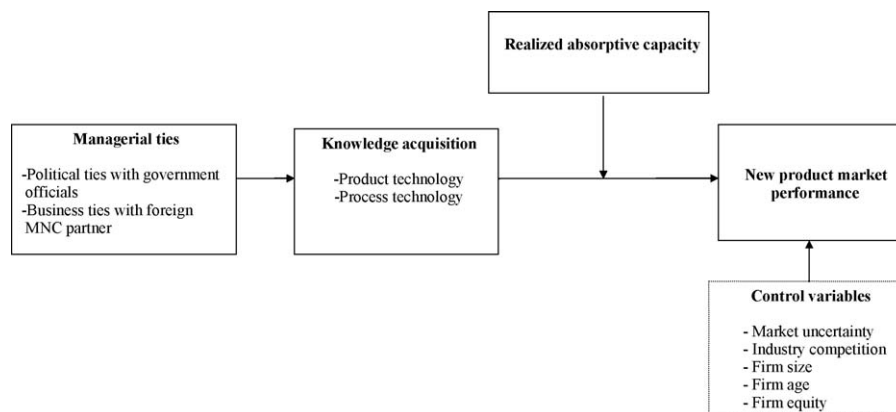 Realized absorptive capacity
Managerial ties
-Political ties with government
officials
-Business ties with foreign
MNC partner
Knowledge acquisition
-Product technology
-Process technology
New product market
performance
Control variables
- Market uncertainty
- Industry competition
- Firm size
- Firm age
- Firm equity